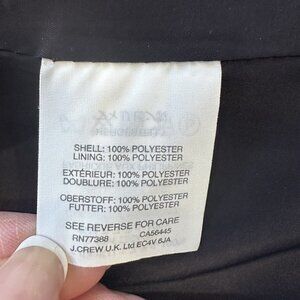 SHELL: 100% POLYESTER
LINING: 100% POLYESTER
EXTÉRIEUR: 100% POLYESTER
DOUBLURE: 100% POLYESTER
OBERSTOFF: 100% POLYESTER
FUTTER: 100% POLYESTER
SEE REVERSE FOR CARE
RN77388 CA56445
J.CREW U.K. Ltd EC4V 6JA